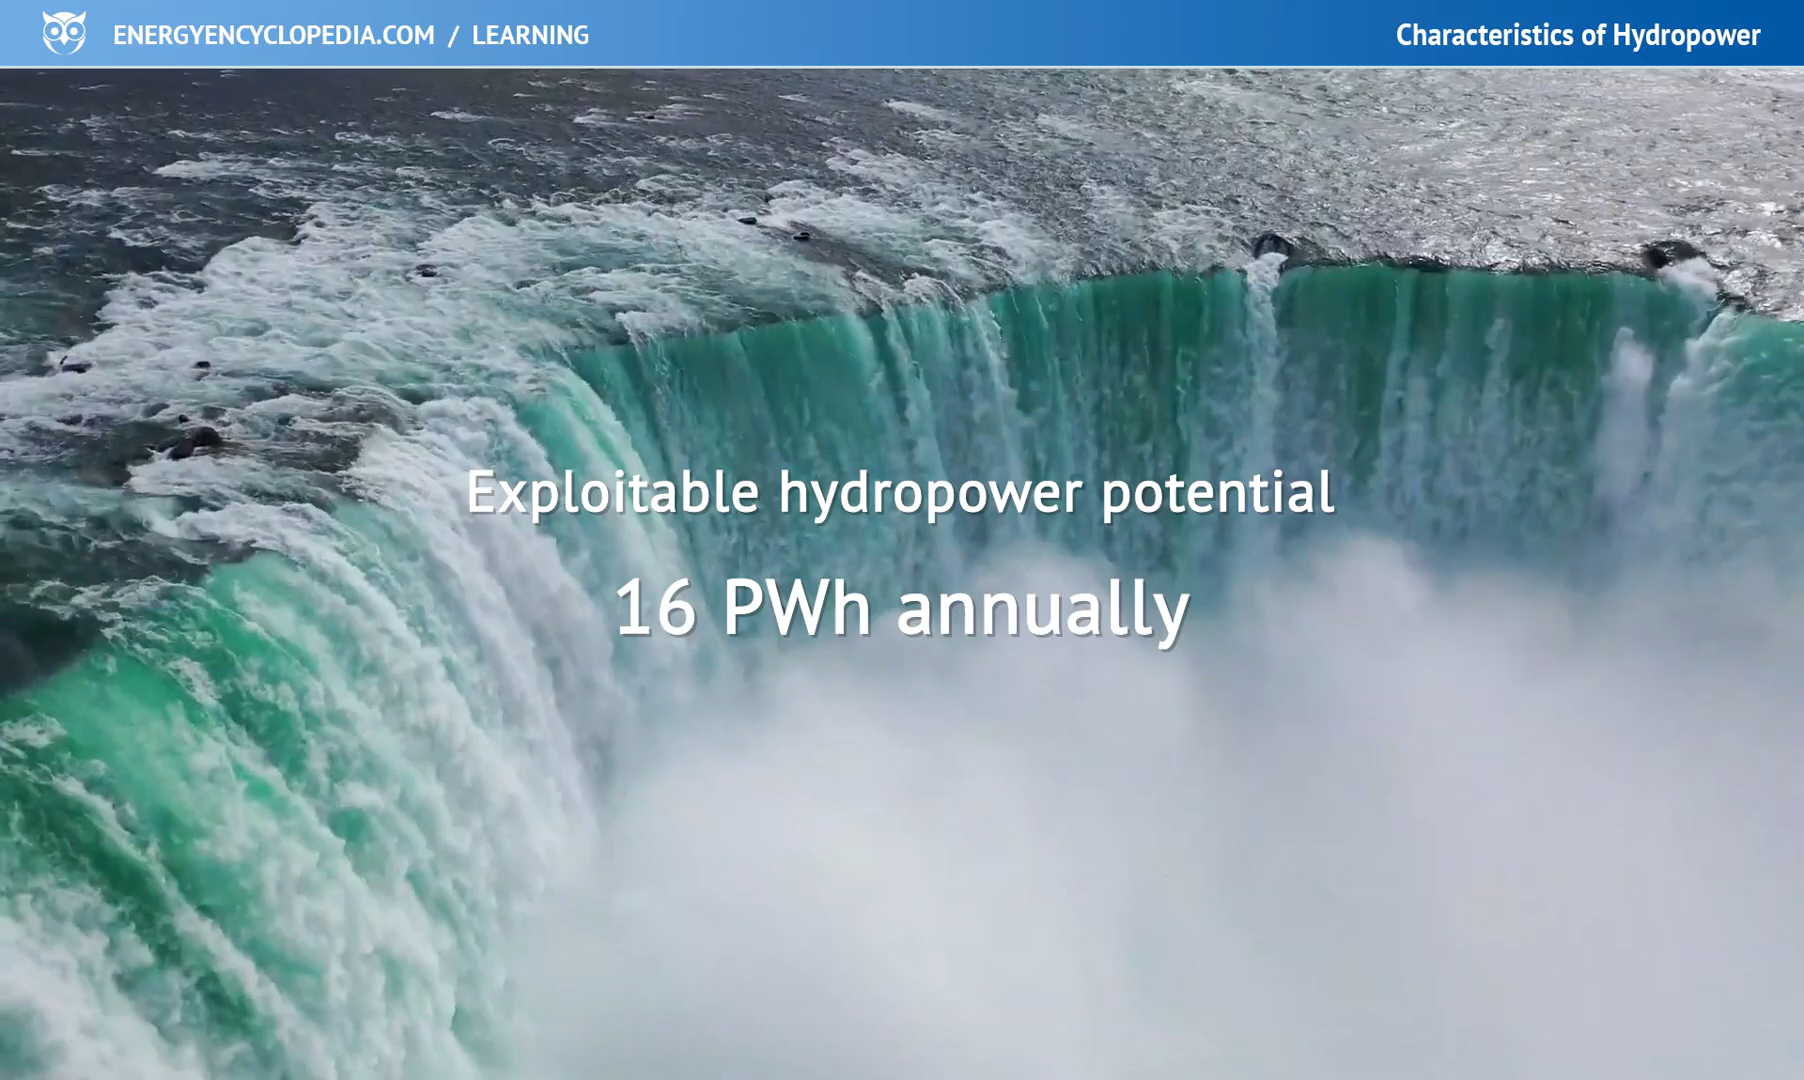 ENERGYENCYCLOPEDIA.COM / LEARNING
Characteristics of Hydropower
Exploitable hydropower potential
16 PWh annually